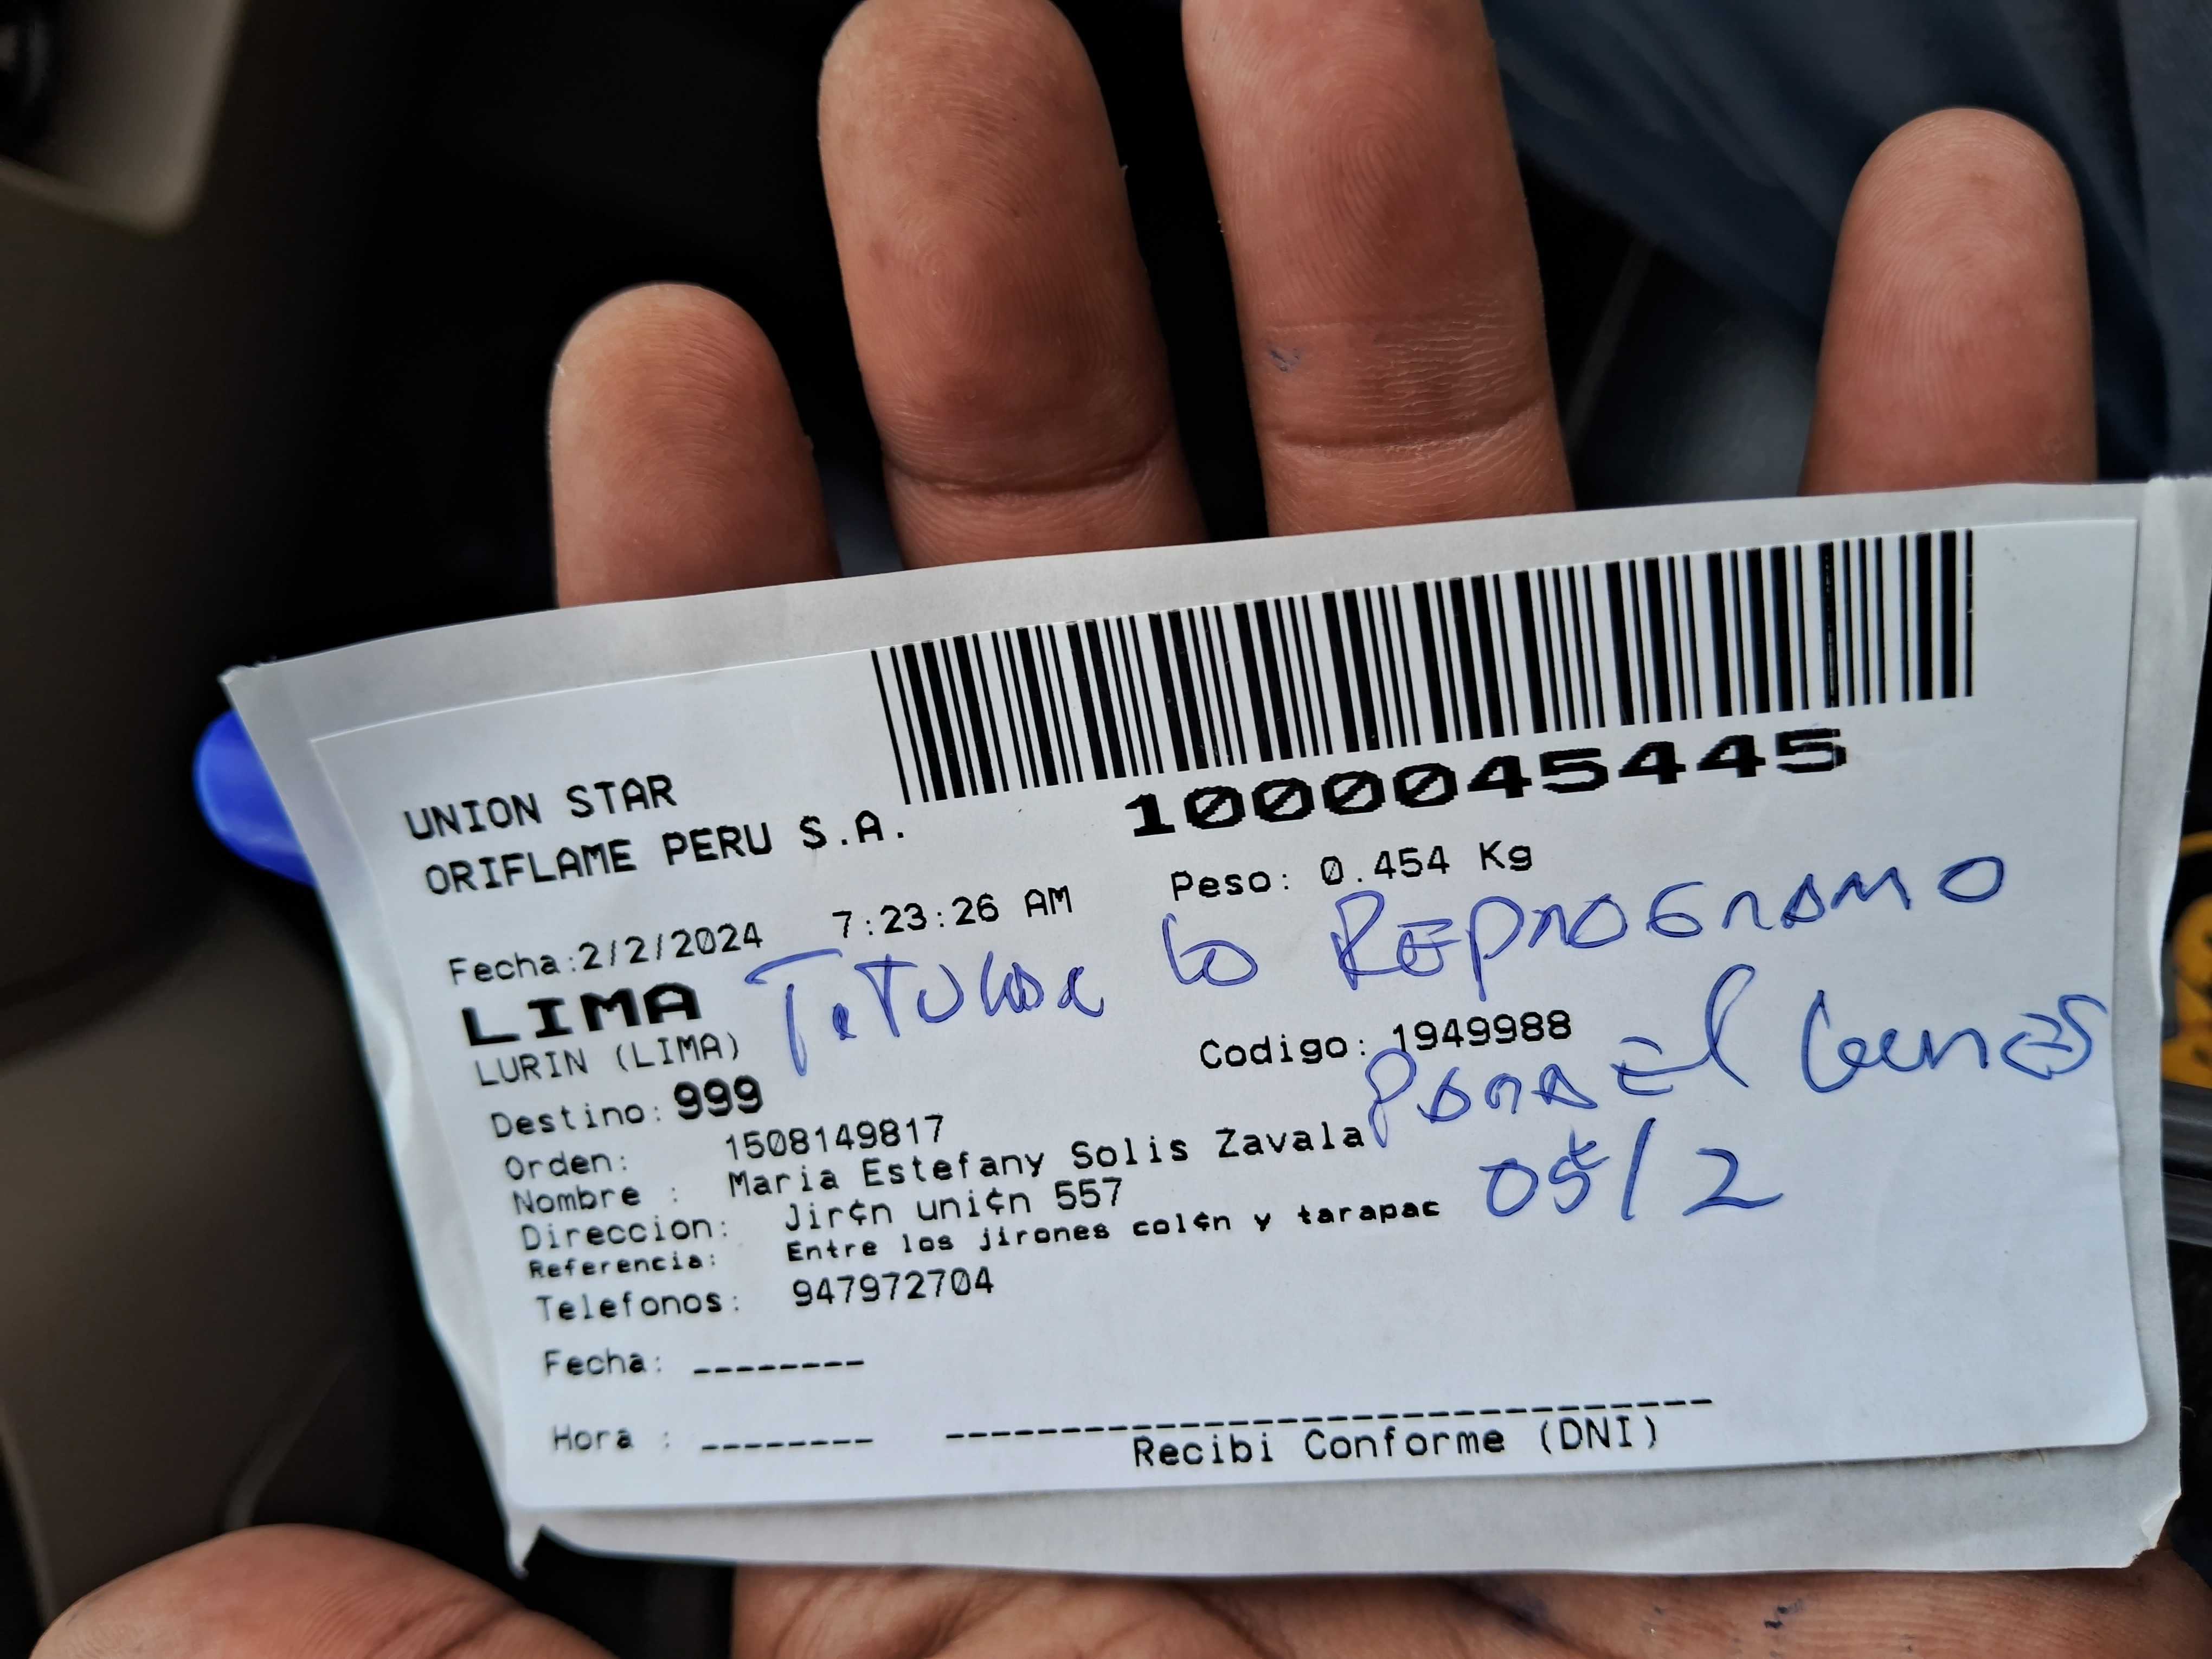 UNION STAR
ORIFLAME PERU S.A.
1000045445
Fecha:2/2/2024 7:23:26 AM Peso: 0.454 Kg
LIMA
Titular lo REPROGRAMO
LURIN (LIMA)
Codigo: 1949988
PARA El lunes
05/2
Destino: 999
Orden: 1508149817
Nombre : Maria Estefany Solis Zavala
Direccion: Jir¢n uni¢n 557
Referencia: Entre los jirones col¢n y tarapac
Telefonos: 947972704
Fecha: --------
Hora : --------
Recibi Conforme (DNI)